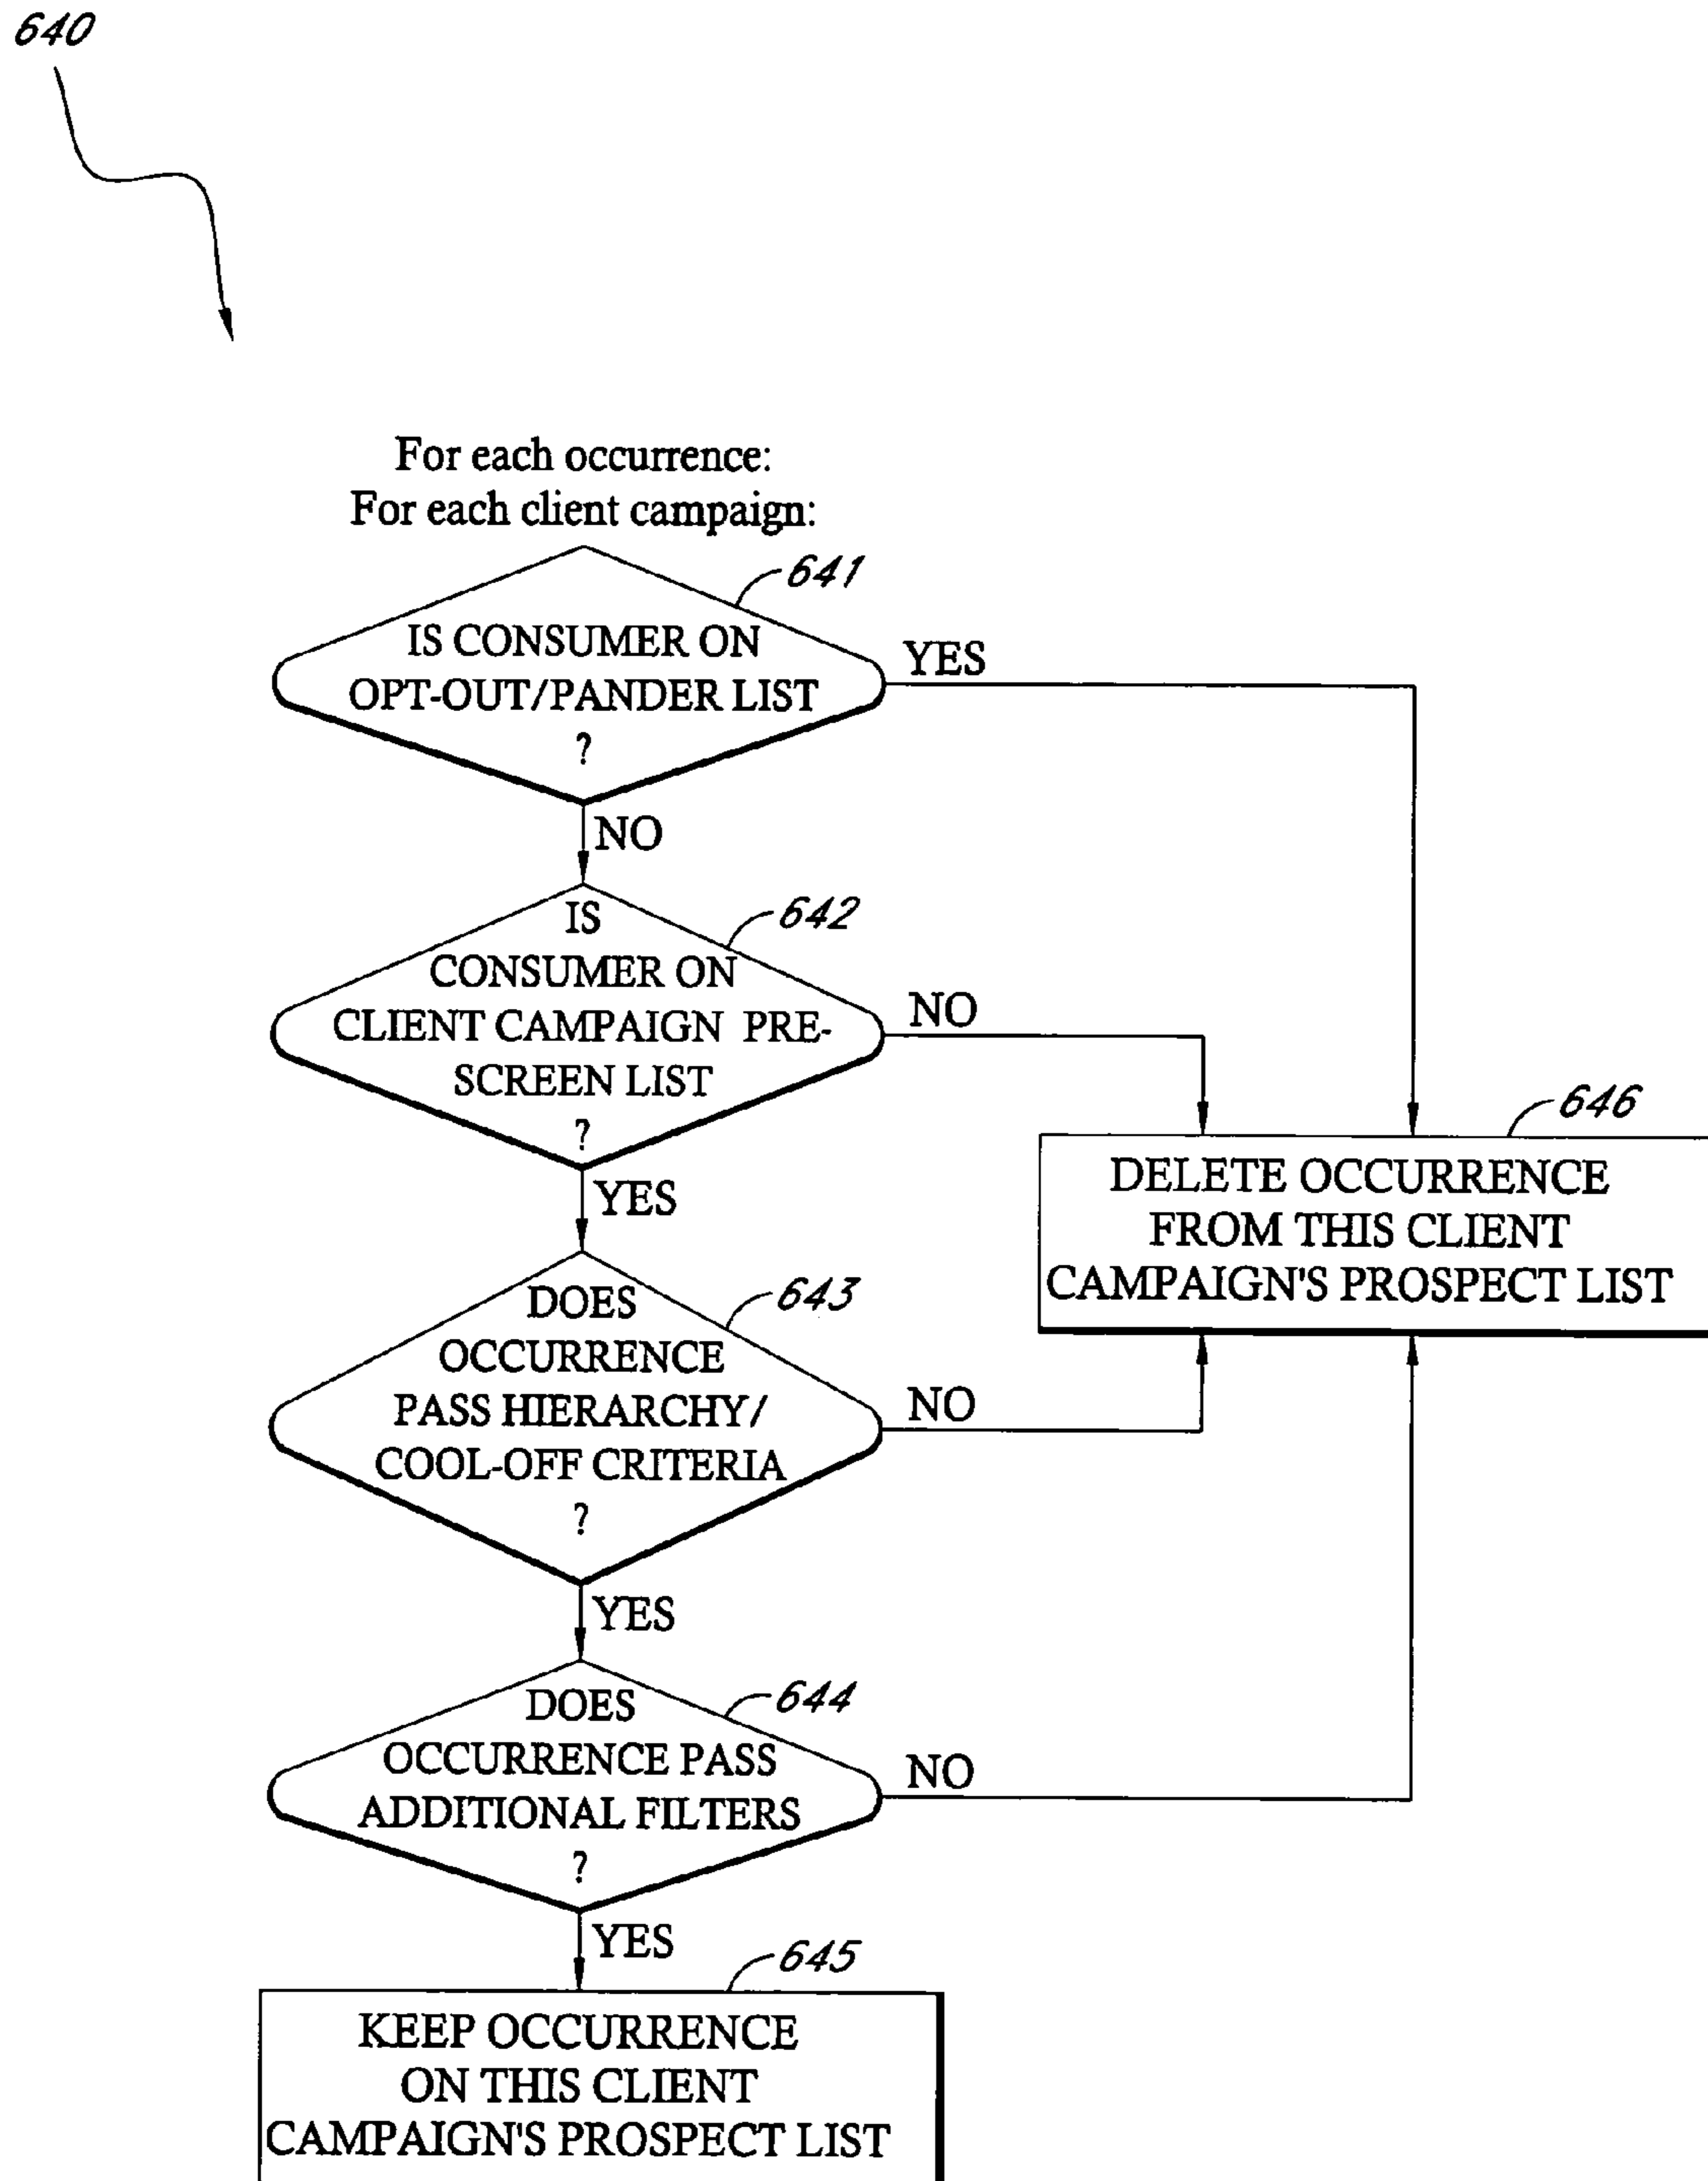 640
For each occurrence:
For each client campaign:
641
IS CONSUMER ON
OPT-OUT/PANDER LIST
?
YES
NO
642
IS
CONSUMER ON
CLIENT CAMPAIGN PRE-
SCREEN LIST
?
NO
YES
646
DELETE OCCURRENCE
FROM THIS CLIENT
CAMPAIGN'S PROSPECT LIST
643
DOES
OCCURRENCE
PASS HIERARCHY/
COOL-OFF CRITERIA
?
NO
YES
644
DOES
OCCURRENCE PASS
ADDITIONAL FILTERS
?
NO
YES
645
KEEP OCCURRENCE
ON THIS CLIENT
CAMPAIGN'S PROSPECT LIST